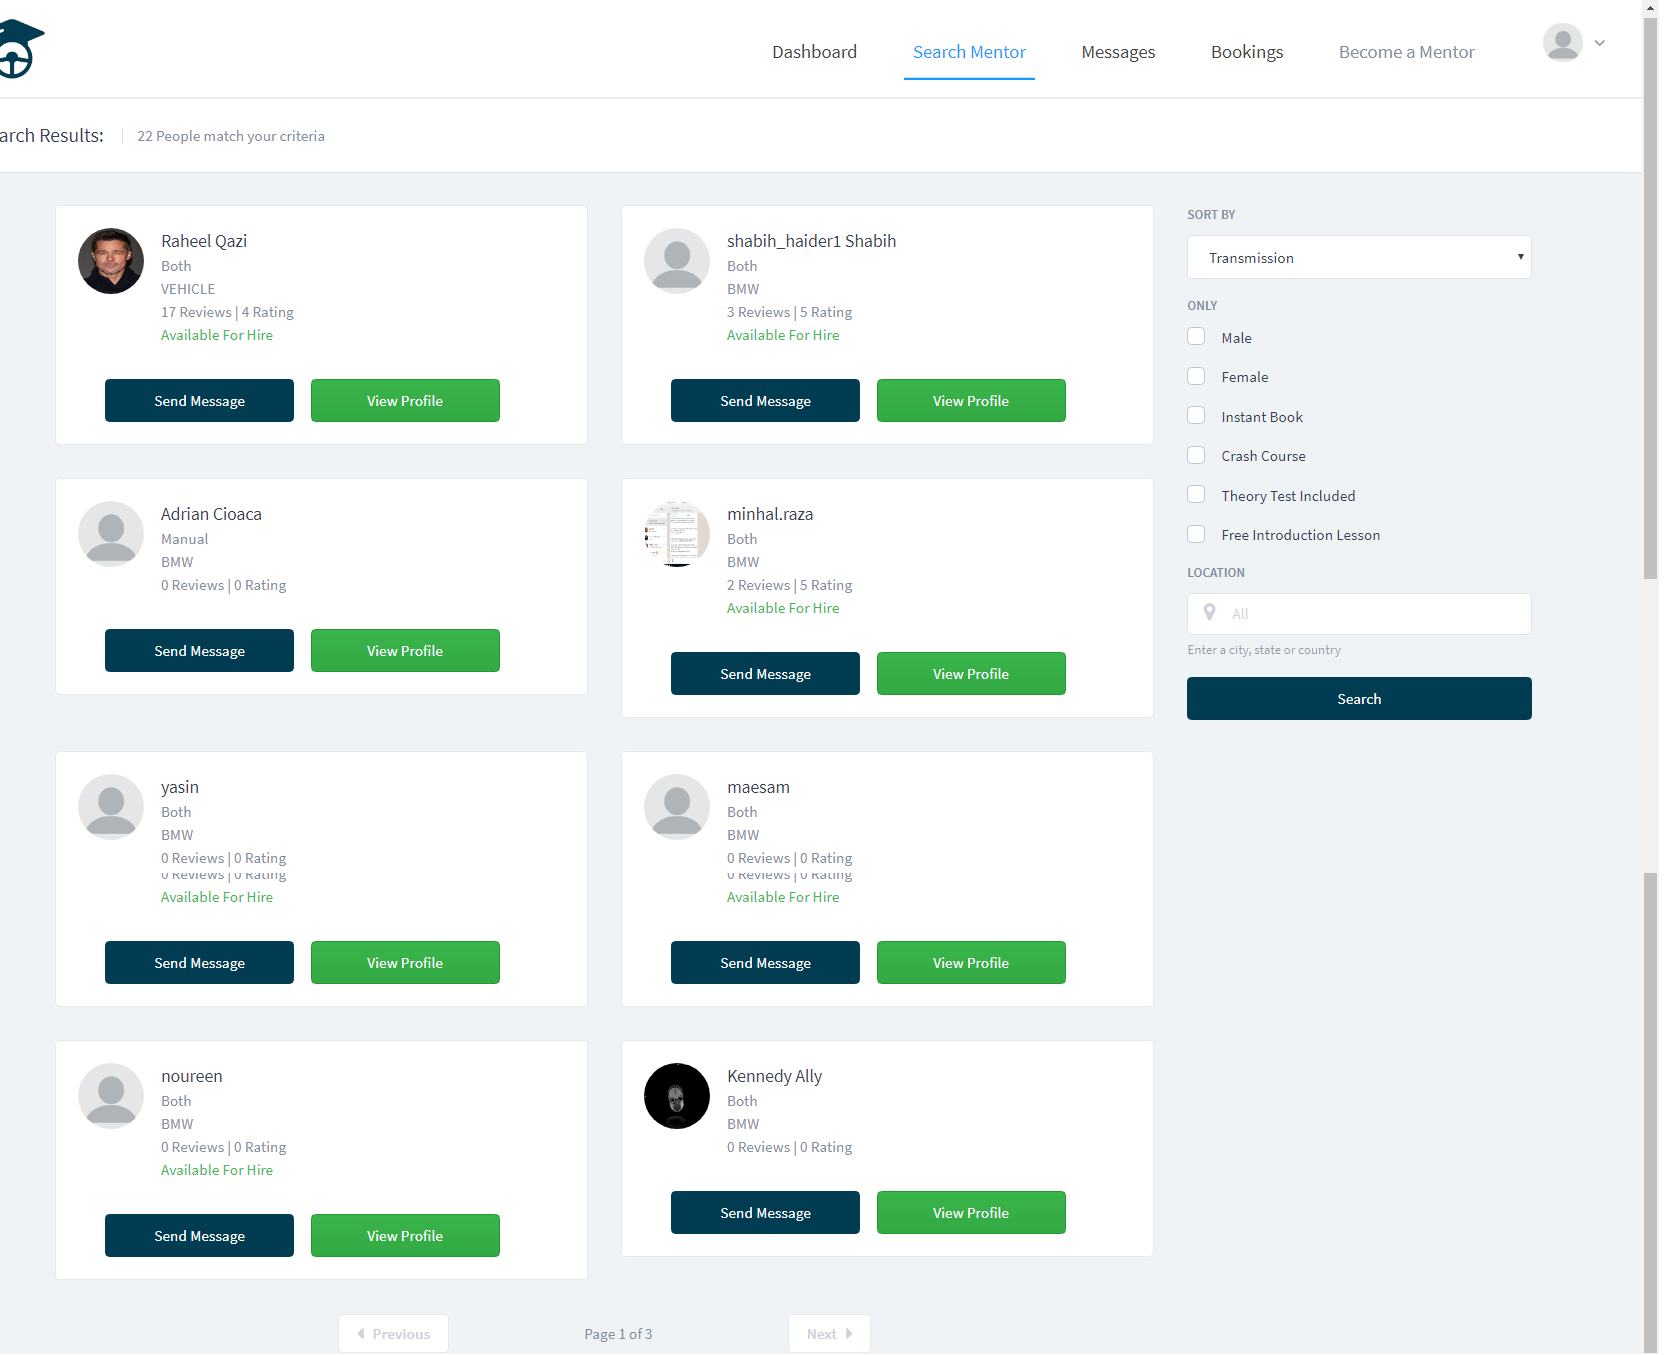 Dashboard
Search Mentor
Messages
Bookings
Become a Mentor
arch Results:
22 People match your criteria
Raheel Qazi
Both
VEHICLE
17 Reviews | 4 Rating
Available For Hire
Send Message
View Profile
shabih_haider1 Shabih
Both
BMW
3 Reviews | 5 Rating
Available For Hire
Send Message
View Profile
Adrian Cioaca
Manual
BMW
0 Reviews | 0 Rating
Send Message
View Profile
minhal.raza
Both
BMW
2 Reviews | 5 Rating
Available For Hire
Send Message
View Profile
yasin
Both
BMW
0 Reviews | 0 Rating
0 Reviews | 0 Rating
Available For Hire
Send Message
View Profile
maesam
Both
BMW
0 Reviews | 0 Rating
0 Reviews | 0 Rating
Available For Hire
Send Message
View Profile
noureen
Both
BMW
0 Reviews | 0 Rating
Available For Hire
Send Message
View Profile
Kennedy Ally
Both
BMW
0 Reviews | 0 Rating
Send Message
View Profile
Previous
Page 1 of 3
Next
SORT BY
Transmission
ONLY
Male
Female
Instant Book
Crash Course
Theory Test Included
Free Introduction Lesson
LOCATION
All
Enter a city, state or country
Search